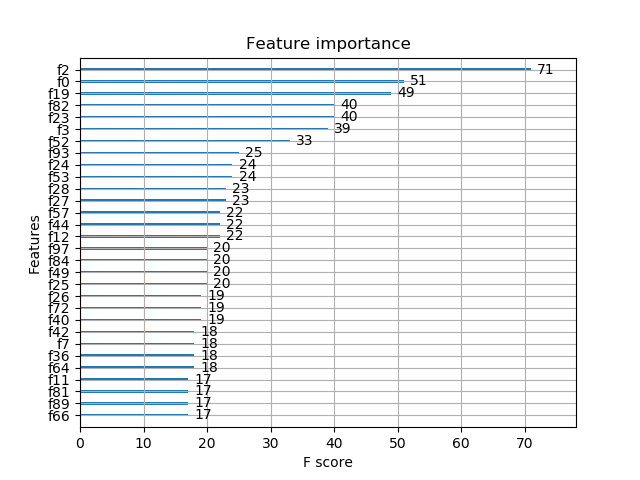 Feature importance
f2 71
f0 51
f19 49
f82 40
f23 40
f3 39
f52 33
f93 25
f24 24
f53 24
f28 23
f27 23
f57 22
f44 22
f12 22
f97 20
f84 20
f49 20
f25 20
f26 19
f72 19
f40 19
f42 18
f7 18
f36 18
f64 18
f11 17
f81 17
f89 17
f66 17
Features
0 10 20 30 40 50 60 70
F score